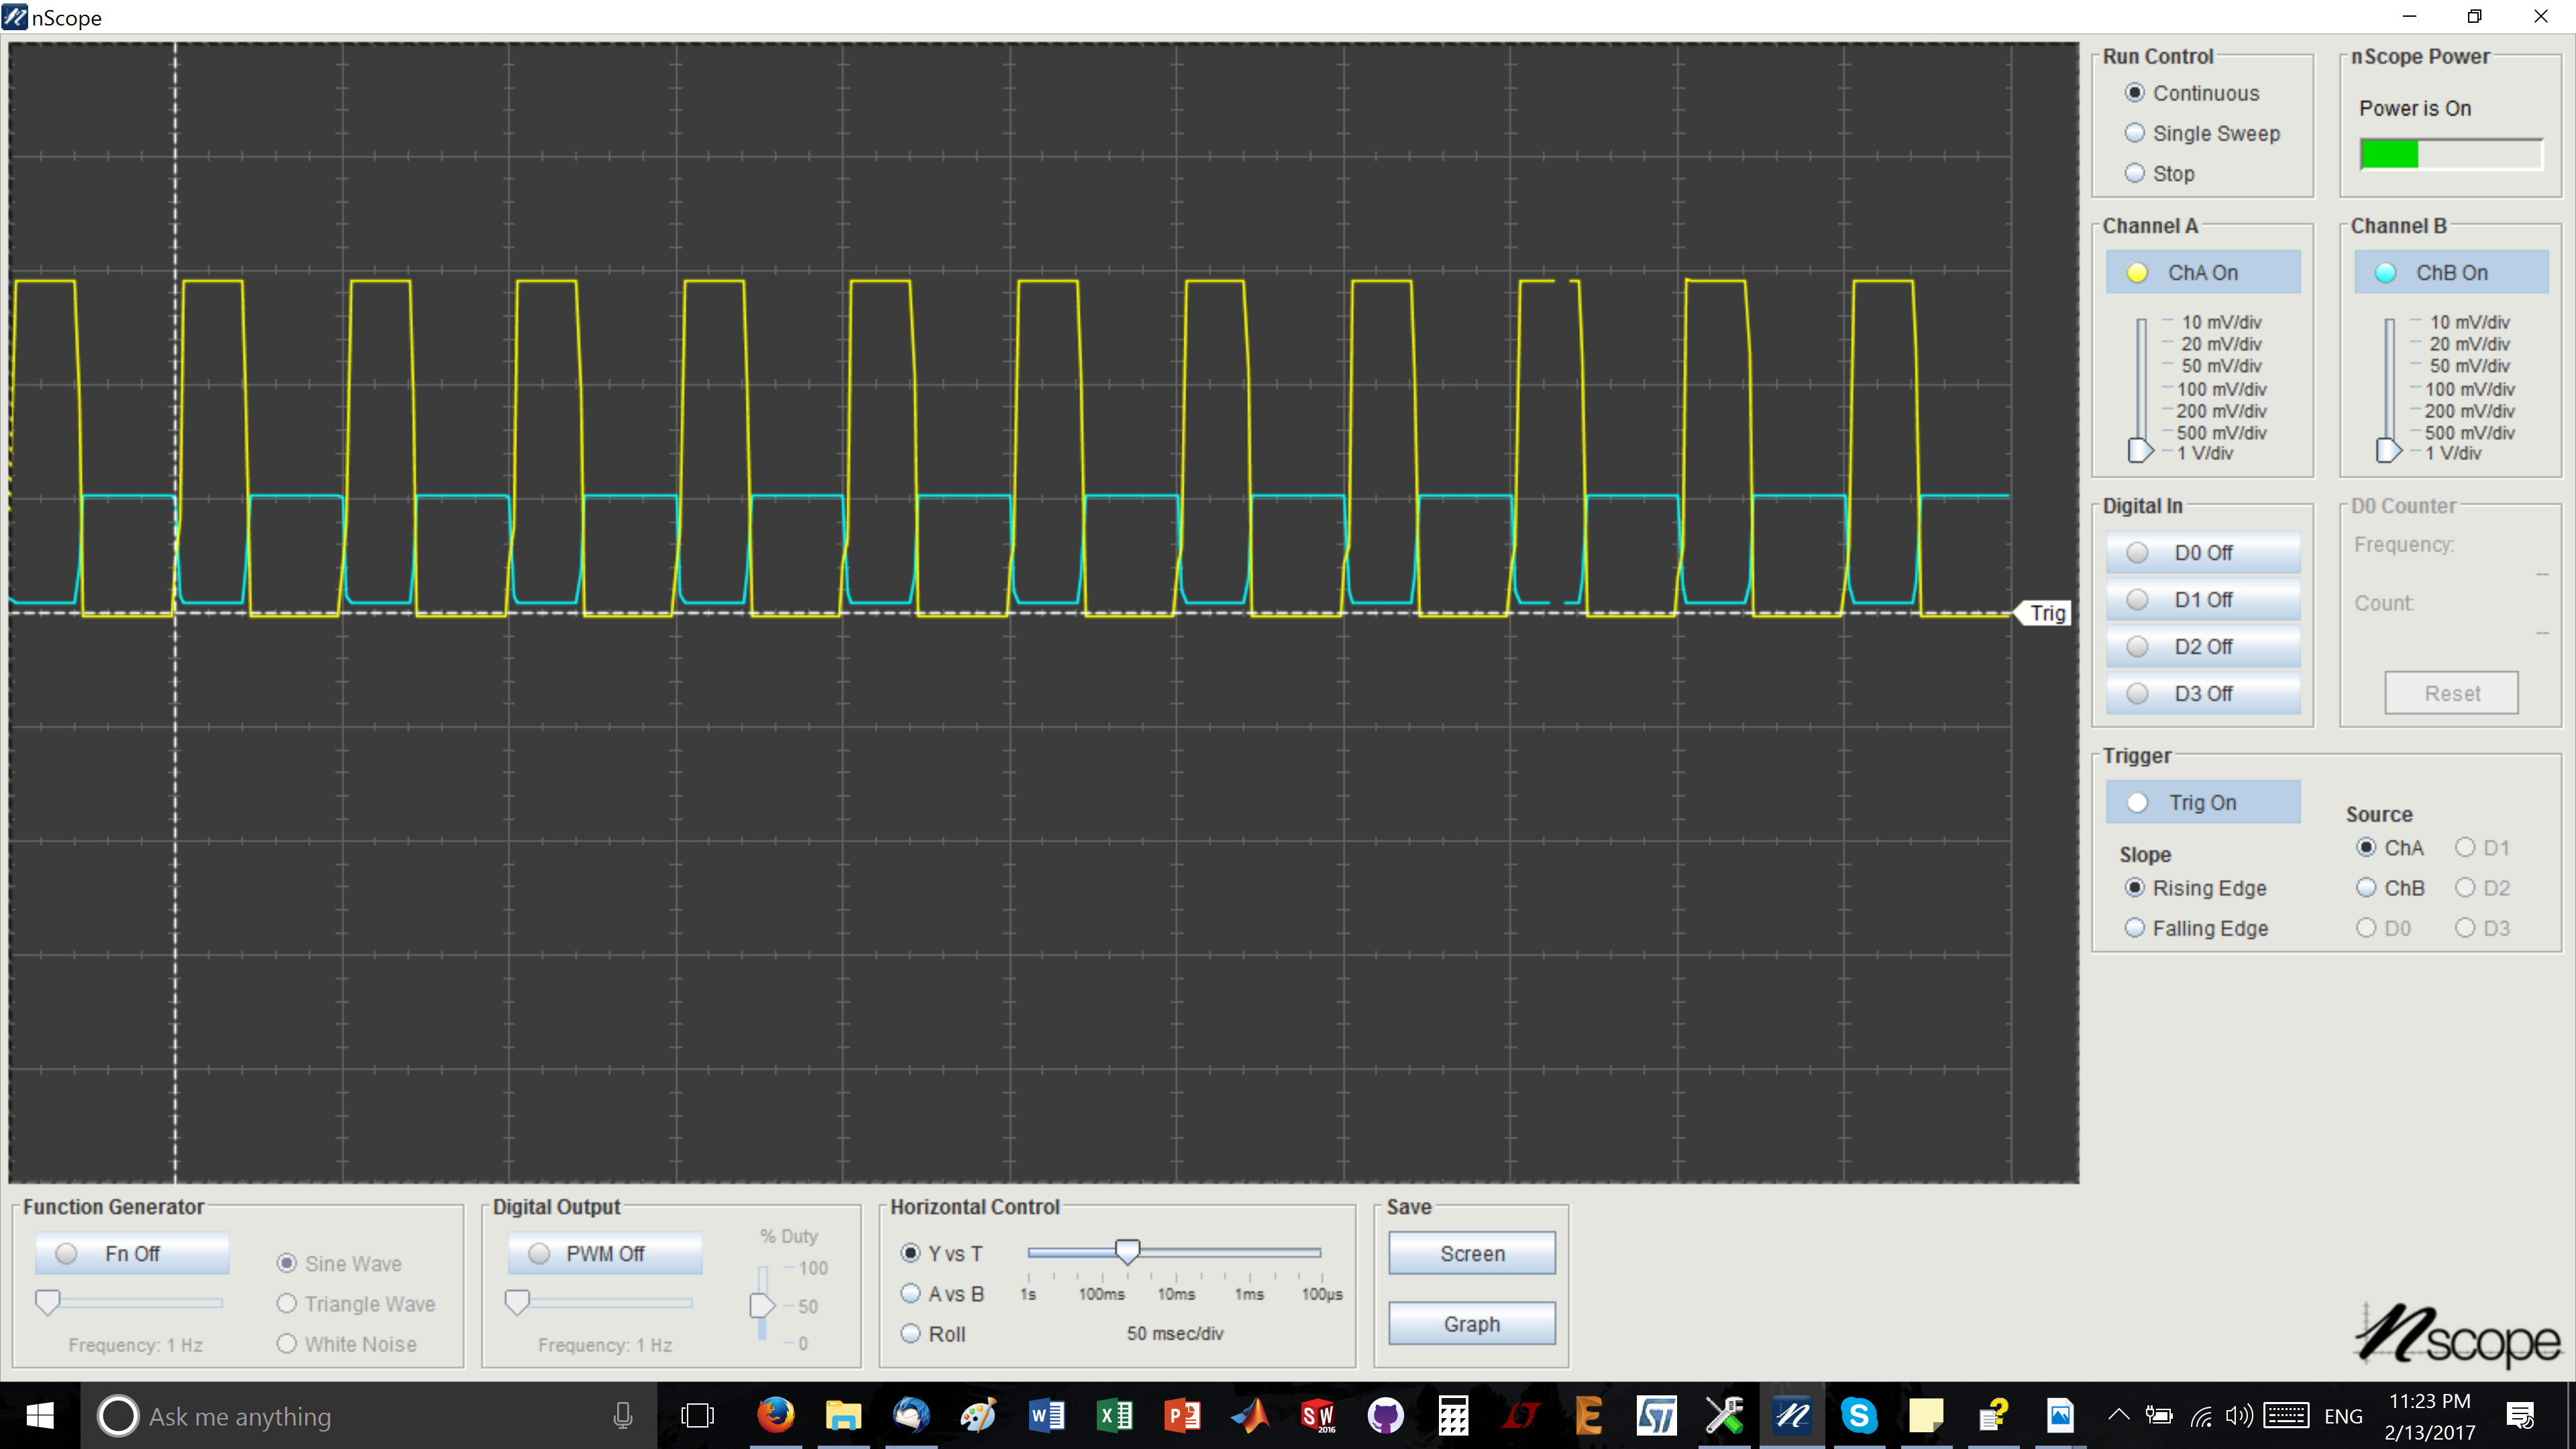 nScope
Run Control
Continuous
Single Sweep
Stop
nScope Power
Power is On
Channel A
ChA On
10 mV/div
20 mV/div
50 mV/div
100 mV/div
200 mV/div
500 mV/div
1 V/div
Channel B
ChB On
10 mV/div
20 mV/div
50 mV/div
100 mV/div
200 mV/div
500 mV/div
1 V/div
Trig
Digital In
D0 Off
D1 Off
D2 Off
D3 Off
D0 Counter
Frequency:
--
Count:
--
Reset
Trigger
Trig On
Slope
Rising Edge
Falling Edge
Source
ChA D1
ChB D2
D0 D3
Function Generator
Fn Off
Sine Wave
Triangle Wave
White Noise
Frequency: 1 Hz
Digital Output
PWM Off
% Duty
100
50
0
Frequency: 1 Hz
Horizontal Control
Y vs T
A vs B
Roll
1s 100ms 10ms 1ms 100µs
50 msec/div
Save
Screen
Graph
nscope
Ask me anything
ENG
11:23 PM
2/13/2017
SW
2016